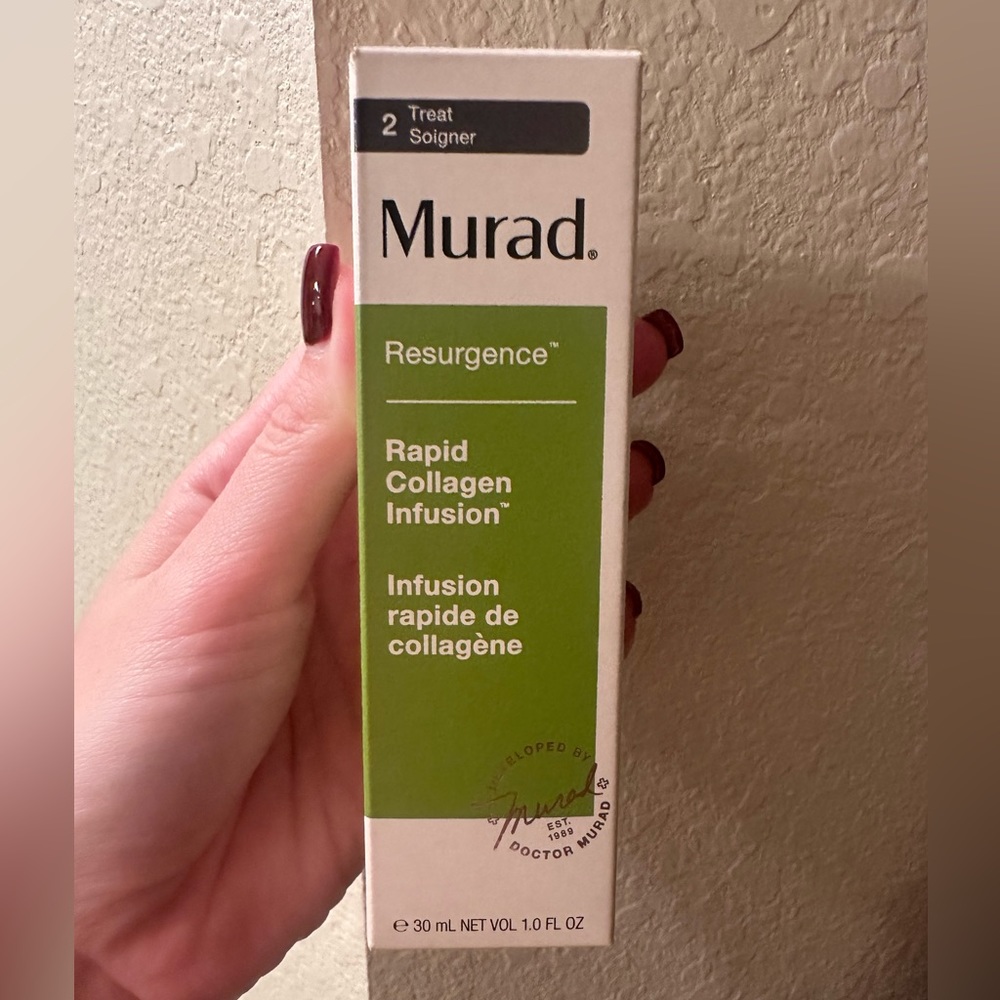 2 Treat
Soigner
Murad®
Resurgence™
Rapid
Collagen
Infusion™
Infusion
rapide de
collagène
DEVELOPED BY
Murad
EST.
1989
DOCTOR MURAD
℮ 30 mL NET VOL 1.0 FL OZ